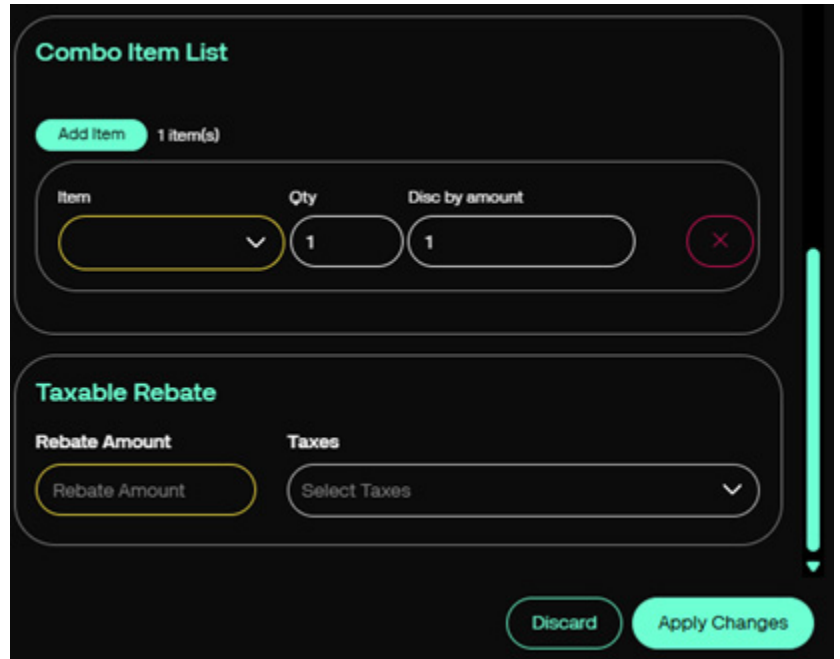 Combo Item List
Add Item 1 item(s)
Item Qty Disc by amount
1 1
Taxable Rebate
Rebate Amount Taxes
Rebate Amount Select Taxes
Discard Apply Changes